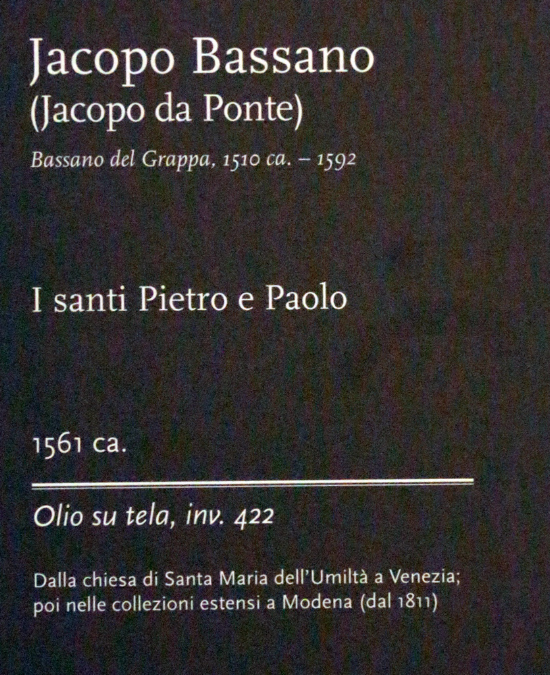 Jacopo Bassano
(Jacopo da Ponte)
Bassano del Grappa, 1510 ca. – 1592
I santi Pietro e Paolo
1561 ca.
Olio su tela, inv. 422
Dalla chiesa di Santa Maria dell'Umiltà a Venezia;
poi nelle collezioni estensi a Modena (dal 1811)